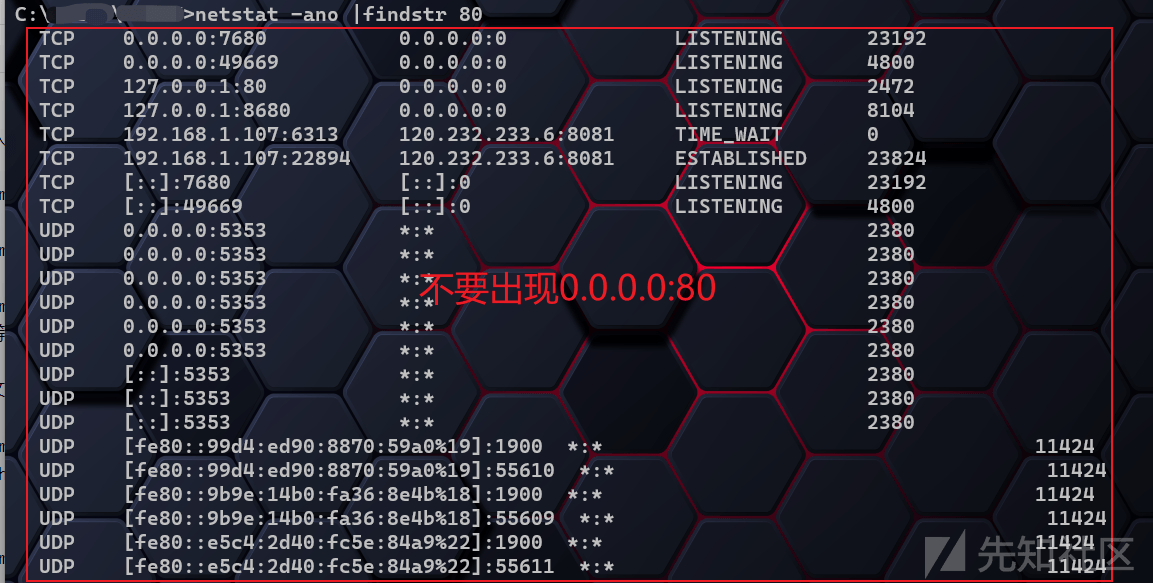 C:\ \ >netstat -ano |findstr 80
TCP 0.0.0.0:7680 0.0.0.0:0 LISTENING 23192
TCP 0.0.0.0:49669 0.0.0.0:0 LISTENING 4800
TCP 127.0.0.1:80 0.0.0.0:0 LISTENING 2472
TCP 127.0.0.1:8680 0.0.0.0:0 LISTENING 8104
TCP 192.168.1.107:6313 120.232.233.6:8081 TIME_WAIT 0
TCP 192.168.1.107:22894 120.232.233.6:8081 ESTABLISHED 23824
TCP [::]:7680 [::]:0 LISTENING 23192
TCP [::]:49669 [::]:0 LISTENING 4800
UDP 0.0.0.0:5353 *:* 2380
UDP 0.0.0.0:5353 *:* 2380
UDP 0.0.0.0:5353 *:* 2380
不要出现0.0.0.0:80
UDP 0.0.0.0:5353 *:* 2380
UDP 0.0.0.0:5353 *:* 2380
UDP 0.0.0.0:5353 *:* 2380
UDP [::]:5353 *:* 2380
UDP [::]:5353 *:* 2380
UDP [::]:5353 *:* 2380
UDP [fe80::99d4:ed90:8870:59a0%19]:1900 *:* 11424
UDP [fe80::99d4:ed90:8870:59a0%19]:55610 *:* 11424
UDP [fe80::9b9e:14b0:fa36:8e4b%18]:1900 *:* 11424
UDP [fe80::9b9e:14b0:fa36:8e4b%18]:55609 *:* 11424
UDP [fe80::e5c4:2d40:fc5e:84a9%22]:1900 *:* 11424
UDP [fe80::e5c4:2d40:fc5e:84a9%22]:55611 *:* 11424
先知社区